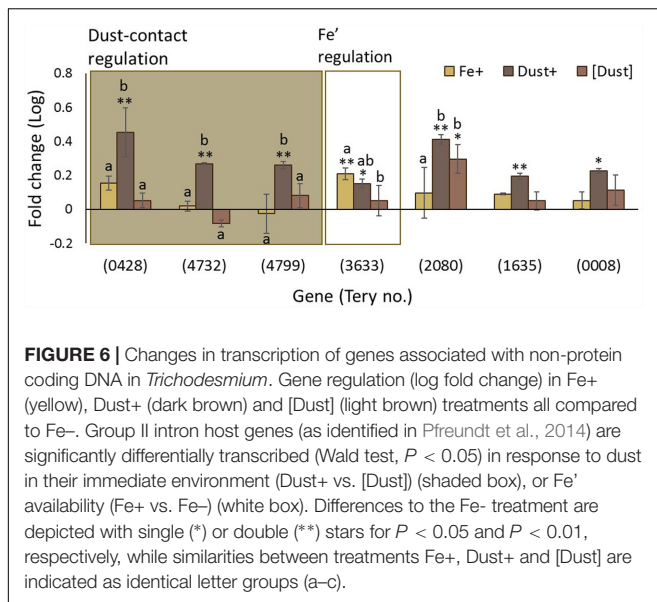 Dust-contact
regulation
Fe’
regulation
Fe+
Dust+
[Dust]
Fold change (Log)
0.8
0.6
0.4
0.2
0
-0.2
a
b
**
a
a
b
**
a
a
b
**
a
a
**
ab
*
b
a
b
**
b
*
**
*
(0428)
(4732)
(4799)
(3633)
(2080)
(1635)
(0008)
Gene (Tery no.)
FIGURE 6 | Changes in transcription of genes associated with non-protein
coding DNA in Trichodesmium. Gene regulation (log fold change) in Fe+
(yellow), Dust+ (dark brown) and [Dust] (light brown) treatments all compared
to Fe–. Group II intron host genes (as identified in Pfreundt et al., 2014) are
significantly differentially transcribed (Wald test, P < 0.05) in response to dust
in their immediate environment (Dust+ vs. [Dust]) (shaded box), or Fe’
availability (Fe+ vs. Fe–) (white box). Differences to the Fe- treatment are
depicted with single (*) or double (**) stars for P < 0.05 and P < 0.01,
respectively, while similarities between treatments Fe+, Dust+ and [Dust] are
indicated as identical letter groups (a–c).